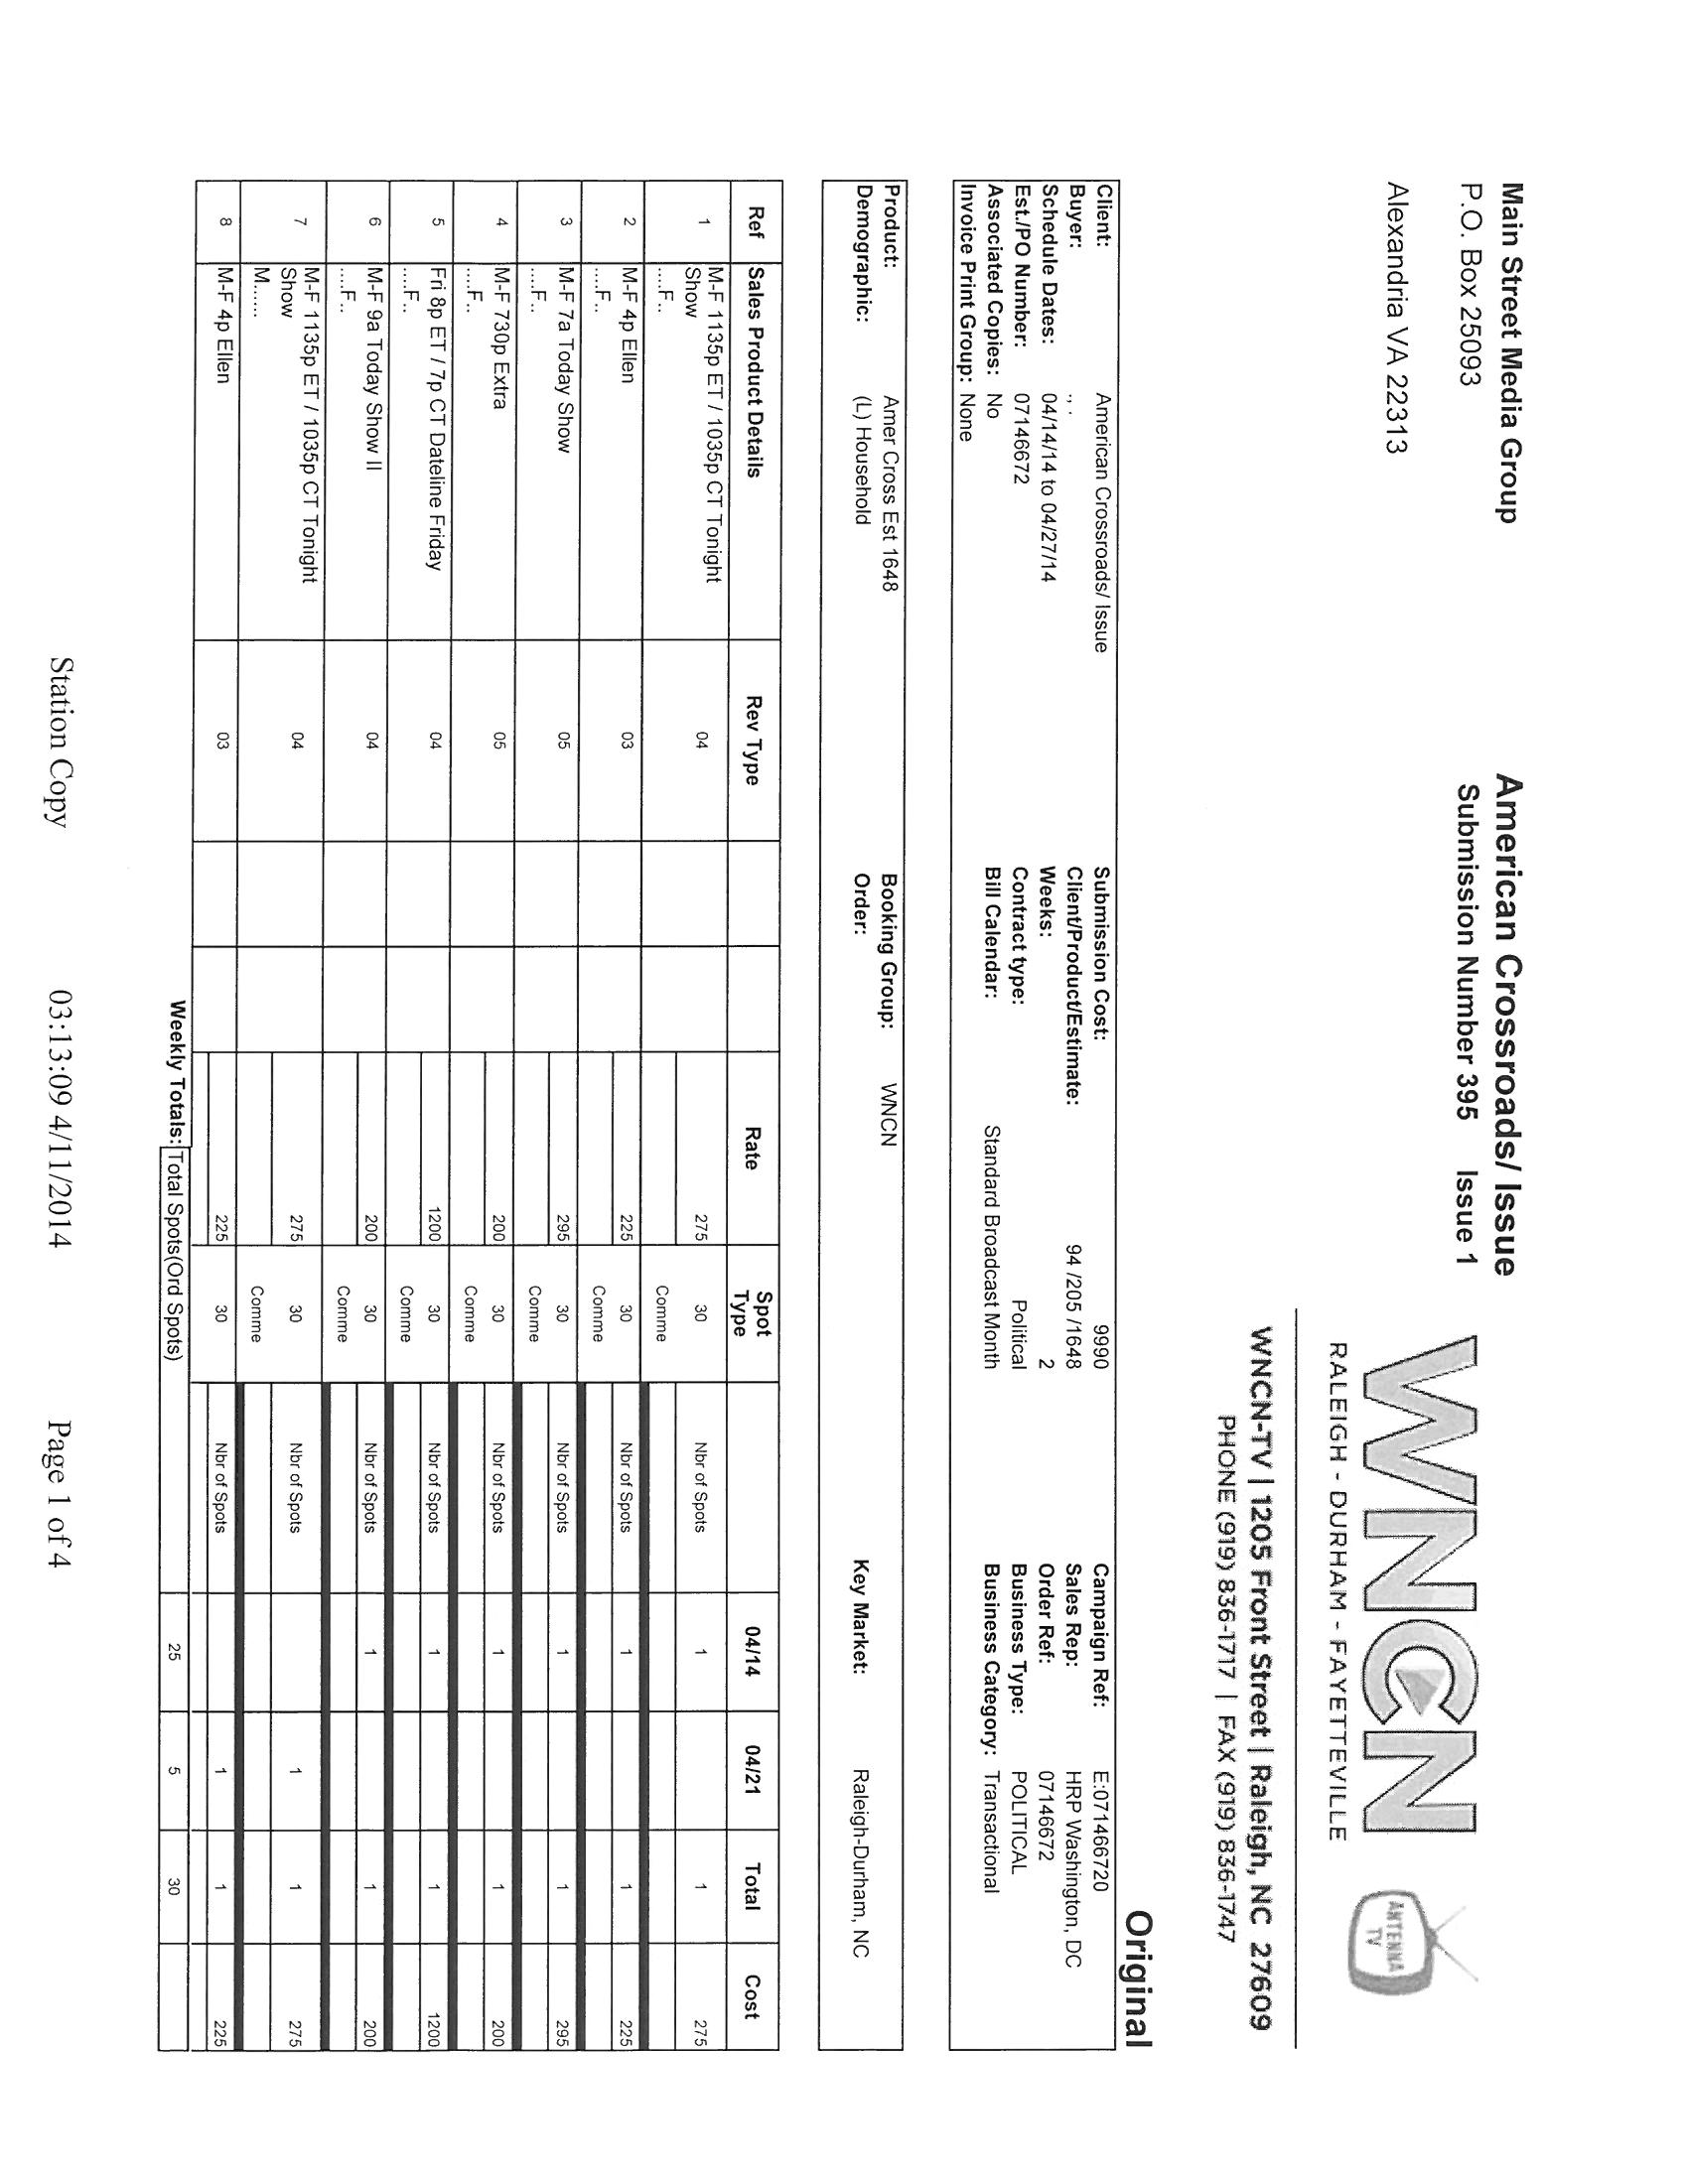 Main Street Media Group
P.O. Box 25093
Alexandria VA 22313
American Crossroads/ Issue
Submission Number 395 Issue 1
WNCN
RALEIGH - DURHAM - FAYETTEVILLE
ANTENNA
TV
WNCN-TV | 1205 Front Street | Raleigh, NC 27609
PHONE (919) 836-1717 | FAX (919) 836-1747
Original
Client: American Crossroads/ Issue Submission Cost: 9990 Campaign Ref: E:071466720
Buyer: ., . Client/Product/Estimate: 94 /205 /1648 Sales Rep: HRP Washington, DC
Schedule Dates: 04/14/14 to 04/27/14 Weeks: 2 Order Ref: 07146672
Est./PO Number: 07146672 Contract type: Political Business Type: POLITICAL
Associated Copies: No Bill Calendar: Standard Broadcast Month Business Category: Transactional
Invoice Print Group: None
Product: Amer Cross Est 1648 Booking Group: WNCN
Demographic: (L) Household Order: Key Market: Raleigh-Durham, NC
Ref Sales Product Details Rev Type Rate Spot Type 04/14 04/21 Total Cost
1 M-F 1135p ET / 1035p CT Tonight 04 275 30 Nbr of Spots 1 1 275
Show
....F.. Comme
2 M-F 4p Ellen 03 225 30 Nbr of Spots 1 1 225
....F.. Comme
3 M-F 7a Today Show 05 295 30 Nbr of Spots 1 1 295
....F.. Comme
4 M-F 730p Extra 05 200 30 Nbr of Spots 1 1 200
....F.. Comme
5 Fri 8p ET / 7p CT Dateline Friday 04 1200 30 Nbr of Spots 1 1 1200
....F.. Comme
6 M-F 9a Today Show II 04 200 30 Nbr of Spots 1 1 200
....F.. Comme
7 M-F 1135p ET / 1035p CT Tonight 04 275 30 Nbr of Spots 1 1 275
Show
M...... Comme
8 M-F 4p Ellen 03 225 30 Nbr of Spots 1 1 225
Weekly Totals: Total Spots(Ord Spots) 25 5 30
Station Copy 03:13:09 4/11/2014 Page 1 of 4